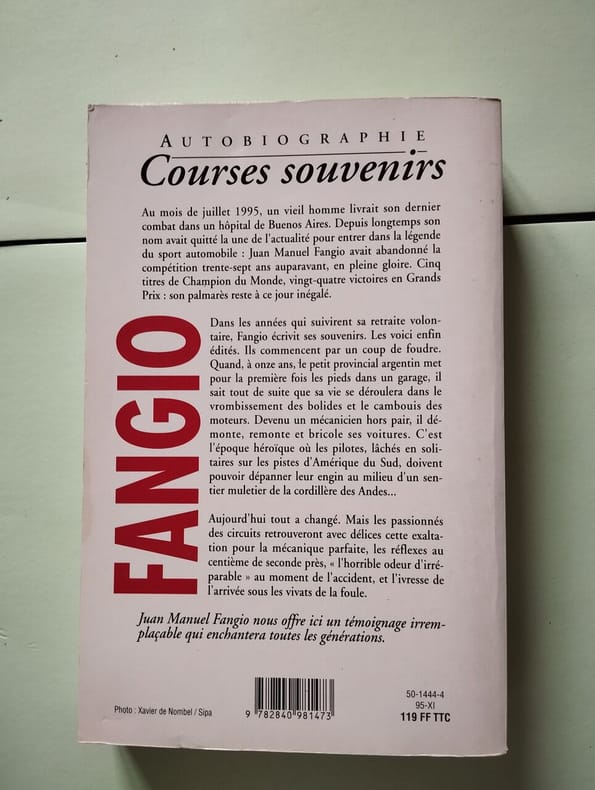 AUTOBIOGRAPHIE
Courses souvenirs
Au mois de juillet 1995, un vieil homme livrait son dernier
combat dans un hôpital de Buenos Aires. Depuis longtemps son
nom avait quitté la une de l'actualité pour entrer dans la légende
du sport automobile : Juan Manuel Fangio avait abandonné la
compétition trente-sept ans auparavant, en pleine gloire. Cinq
titres de Champion du Monde, vingt-quatre victoires en Grands
Prix : son palmarès reste à ce jour inégalé.
FANGIO
Dans les années qui suivirent sa retraite volon-
taire, Fangio écrivit ses souvenirs. Les voici enfin
édités. Ils commencent par un coup de foudre.
Quand, à onze ans, le petit provincial argentin met
pour la première fois les pieds dans un garage, il
sait tout de suite que sa vie se déroulera dans le
vrombissement des bolides et le cambouis des
moteurs. Devenu un mécanicien hors pair, il dé-
monte, remonte et bricole ses voitures. C'est
l'époque héroïque où les pilotes, lâchés en soli-
taires sur les pistes d'Amérique du Sud, doivent
pouvoir dépanner leur engin au milieu d'un sen-
tier muletier de la cordillère des Andes...
Aujourd'hui tout a changé. Mais les passionnés
des circuits retrouveront avec délices cette exalta-
tion pour la mécanique parfaite, les réflexes au
centième de seconde près, « l'horrible odeur d'irré-
parable » au moment de l'accident, et l'ivresse de
l'arrivée sous les vivats de la foule.
Juan Manuel Fangio nous offre ici un témoignage irrem-
plaçable qui enchantera toutes les générations.
Photo : Xavier de Nombel / Sipa
9 782840 981473
50-1444-4
95-XI
119 FF TTC